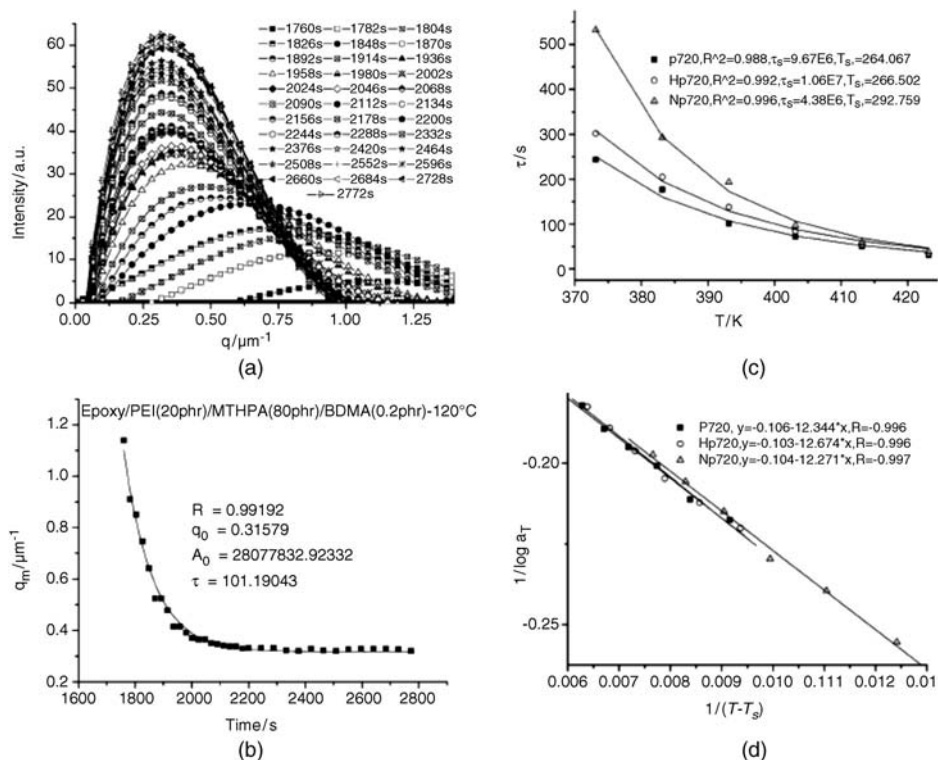 1760s 1782s 1804s
1826s 1848s 1870s
1892s 1914s 1936s
1958s 1980s 2002s
2024s 2046s 2068s
2090s 2112s 2134s
2156s 2178s 2200s
2244s 2288s 2332s
2376s 2420s 2464s
2508s 2552s 2596s
2660s 2684s 2728s
2772s
60
50
40
30
20
10
0
Intensity/a.u.
0.00 0.25 0.50 0.75 1.00 1.25
q/µm⁻¹
(a)
p720,R^2=0.988,τs=9.67E6,Ts,=264.067
Hp720,R^2=0.992,τs=1.06E7,Ts,=266.502
Np720,R^2=0.996,τs=4.38E6,Ts,=292.759
500
400
300
200
100
0
τ/s
370 380 390 400 410 420
T/K
(c)
Epoxy/PEI(20phr)/MTHPA(80phr)/BDMA(0.2phr)-120°C
1.2
1.0
0.8
0.6
0.4
0.2
qm/µm⁻¹
R = 0.99192
q0 = 0.31579
A0 = 28077832.92332
τ = 101.19043
1600 1800 2000 2200 2400 2600 2800
Time/s
(b)
P720, y=-0.106-12.344*x,R=-0.996
Hp720,y=-0.103-12.674*x,R=-0.996
Np720,y=-0.104-12.271*x,R=-0.997
-0.20
-0.25
1/log aT
0.006 0.007 0.008 0.009 0.010 0.011 0.012 0.01
1/(T-Ts)
(d)